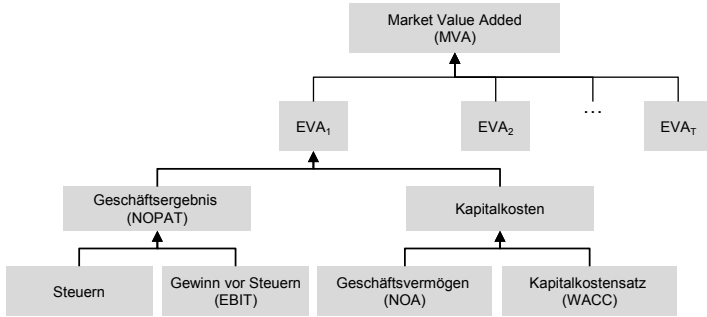 Market Value Added
(MVA)
EVA₁
EVA₂
...
EVAT
Geschäftsergebnis
(NOPAT)
Kapitalkosten
Steuern
Gewinn vor Steuern
(EBIT)
Geschäftsvermögen
(NOA)
Kapitalkostensatz
(WACC)